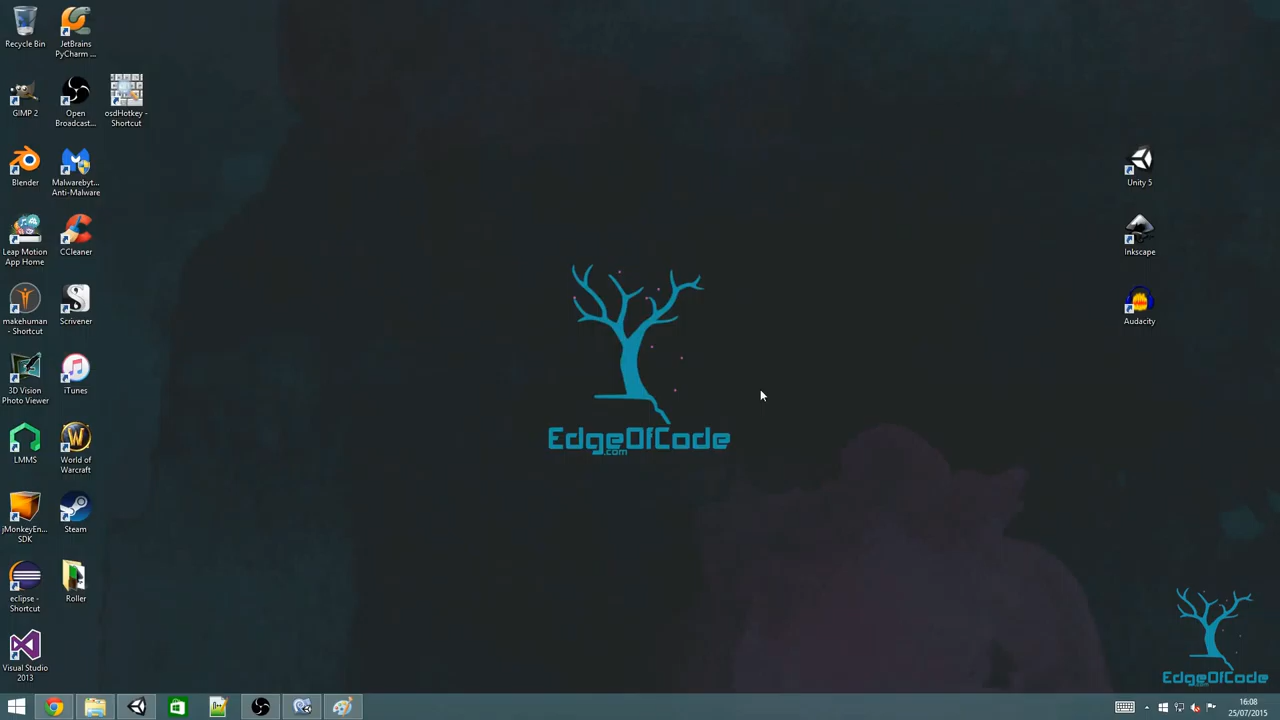 Recycle Bin
JetBrains
PyCharm ...
GIMP 2
Open
Broadcast...
osdHotkey -
Shortcut
Blender
Malwarebyt...
Anti-Malware
Leap Motion
App Home
CCleaner
makehuman
- Shortcut
Scrivener
3D Vision
Photo Viewer
iTunes
LMMS
World of
Warcraft
jMonkeyEn...
SDK
Steam
eclipse -
Shortcut
Roller
Visual Studio
2013
EdgeOfCode
.com
Unity 5
Inkscape
Audacity
EdgeOfCode
.com
16:08
25/07/2015